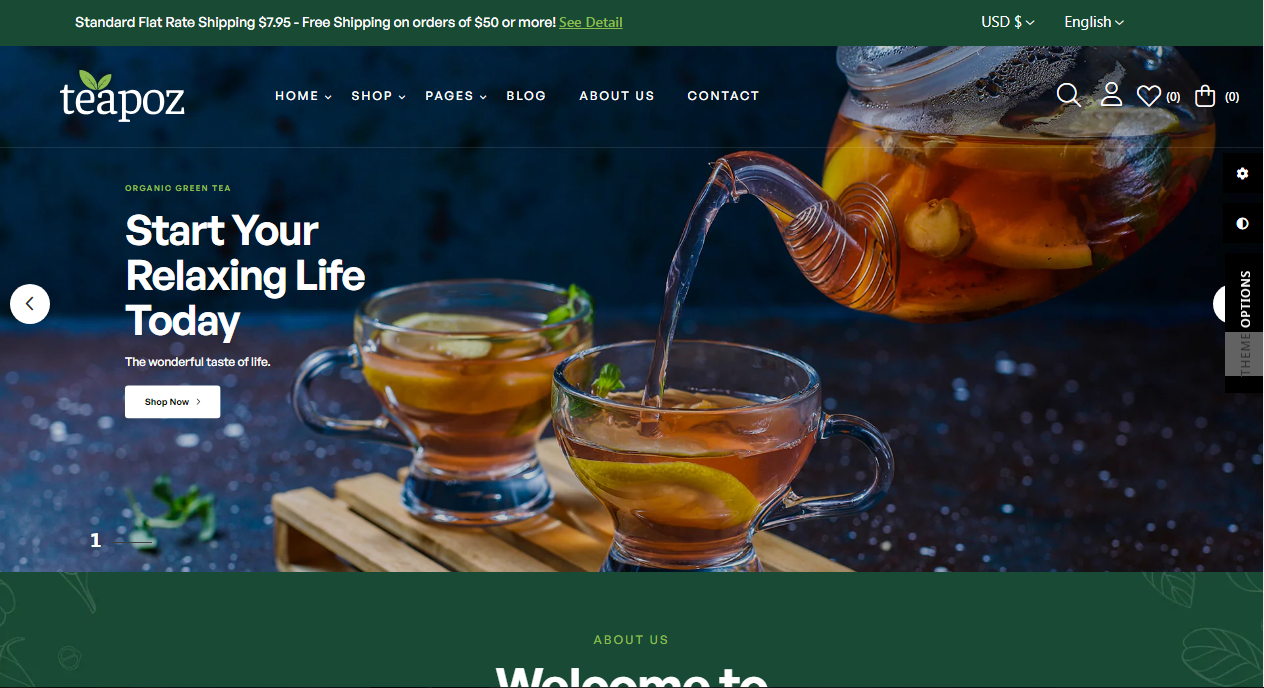 Standard Flat Rate Shipping $7.95 - Free Shipping on orders of $50 or more! See Detail
USD $
English
teapoz
HOME
SHOP
PAGES
BLOG
ABOUT US
CONTACT
(0)
(0)
ORGANIC GREEN TEA
Start Your
Relaxing Life
Today
The wonderful taste of life.
Shop Now
THEME OPTIONS
1
ABOUT US
Welcome to